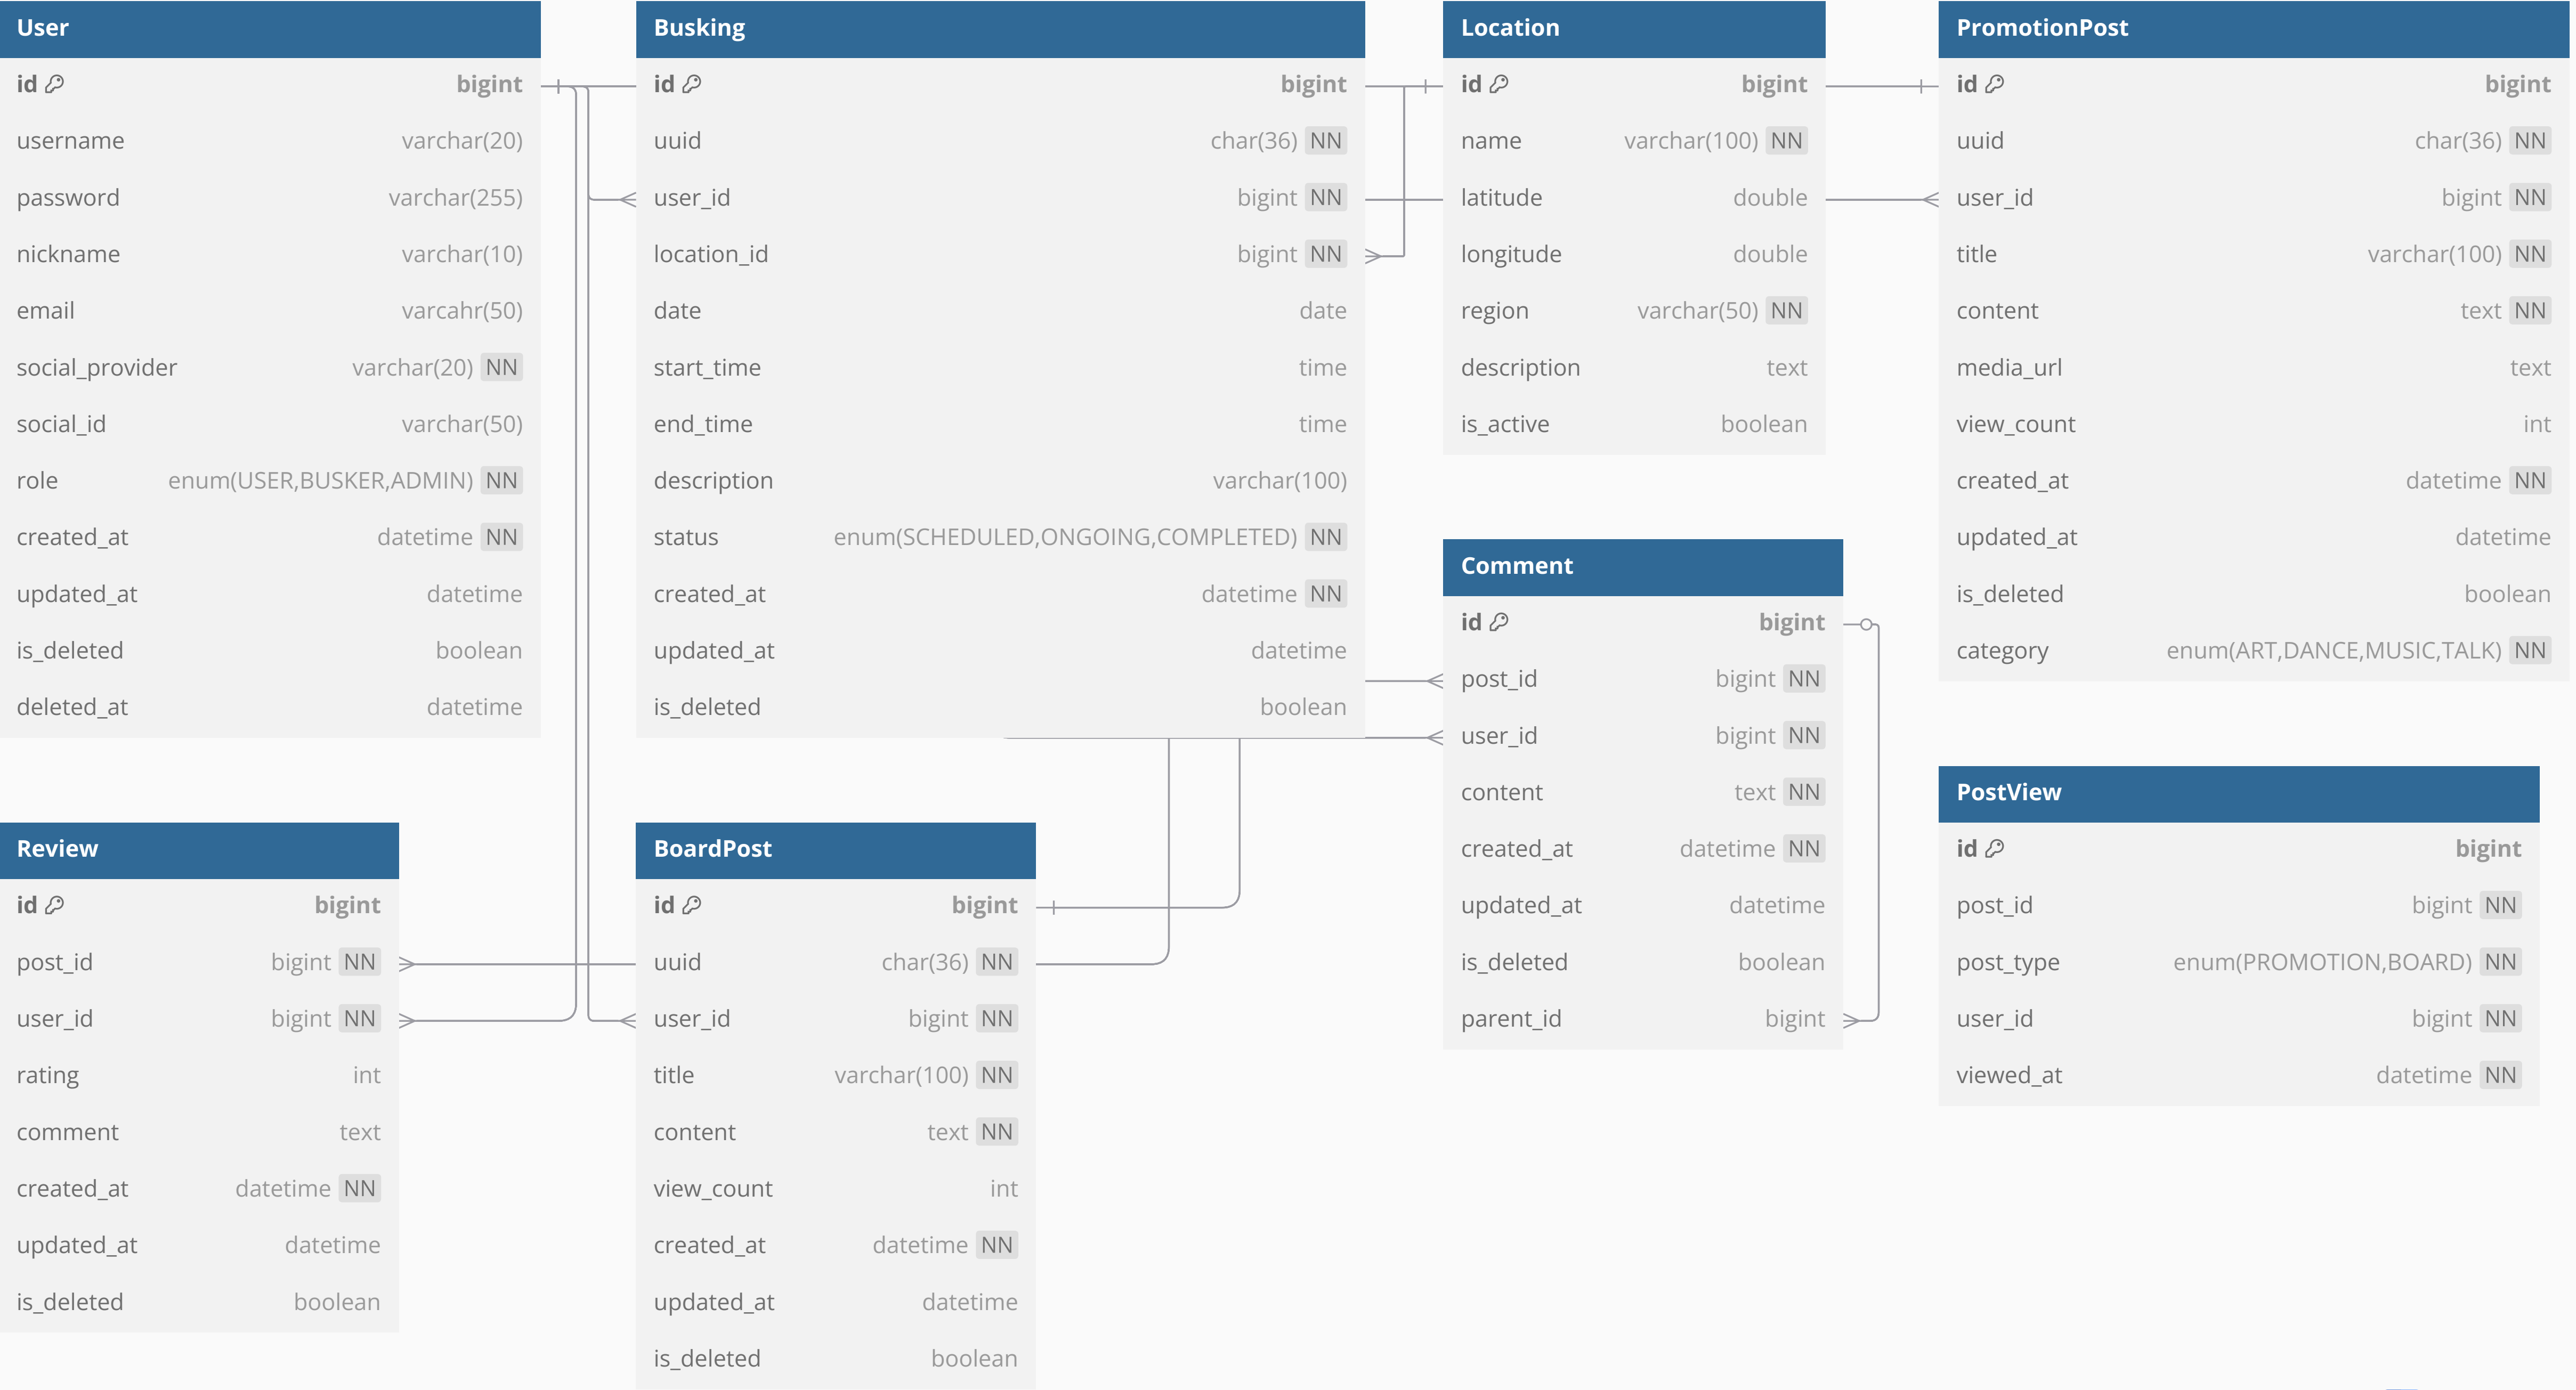 User
id bigint
username varchar(20)
password varchar(255)
nickname varchar(10)
email varcahr(50)
social_provider varchar(20) NN
social_id varchar(50)
role enum(USER,BUSKER,ADMIN) NN
created_at datetime NN
updated_at datetime
is_deleted boolean
deleted_at datetime
Busking
id bigint
uuid char(36) NN
user_id bigint NN
location_id bigint NN
date date
start_time time
end_time time
description varchar(100)
status enum(SCHEDULED,ONGOING,COMPLETED) NN
created_at datetime NN
updated_at datetime
is_deleted boolean
Location
id bigint
name varchar(100) NN
latitude double
longitude double
region varchar(50) NN
description text
is_active boolean
PromotionPost
id bigint
uuid char(36) NN
user_id bigint NN
title varchar(100) NN
content text NN
media_url text
view_count int
created_at datetime NN
updated_at datetime
is_deleted boolean
category enum(ART,DANCE,MUSIC,TALK) NN
Comment
id bigint
post_id bigint NN
user_id bigint NN
content text NN
created_at datetime NN
updated_at datetime
is_deleted boolean
parent_id bigint
PostView
id bigint
post_id bigint NN
post_type enum(PROMOTION,BOARD) NN
user_id bigint NN
viewed_at datetime NN
Review
id bigint
post_id bigint NN
user_id bigint NN
rating int
comment text
created_at datetime NN
updated_at datetime
is_deleted boolean
BoardPost
id bigint
uuid char(36) NN
user_id bigint NN
title varchar(100) NN
content text NN
view_count int
created_at datetime NN
updated_at datetime
is_deleted boolean